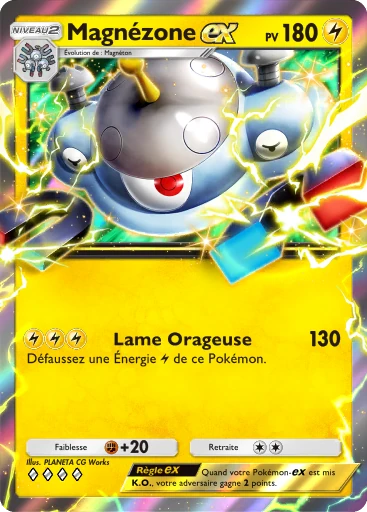 NIVEAU 2 Magnézone ex PV 180
Évolution de : Magnéton
Lame Orageuse 130
Défaussez une Énergie de ce Pokémon.
Faiblesse +20 Retraite
Illus. PLANETA CG Works
Règle ex Quand votre Pokémon-ex est mis
K.O., votre adversaire gagne 2 points.